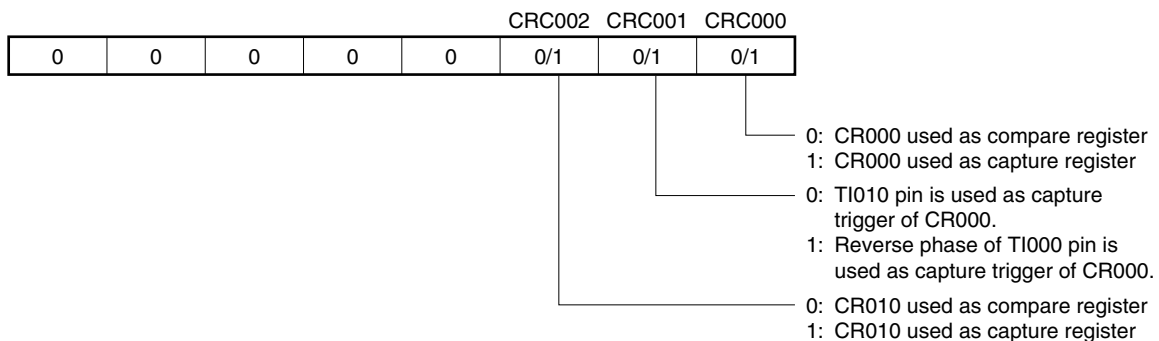 CRC002 CRC001 CRC000
0 0 0 0 0 0/1 0/1 0/1
0: CR000 used as compare register
1: CR000 used as capture register
0: TI010 pin is used as capture
trigger of CR000.
1: Reverse phase of TI000 pin is
used as capture trigger of CR000.
0: CR010 used as compare register
1: CR010 used as capture register